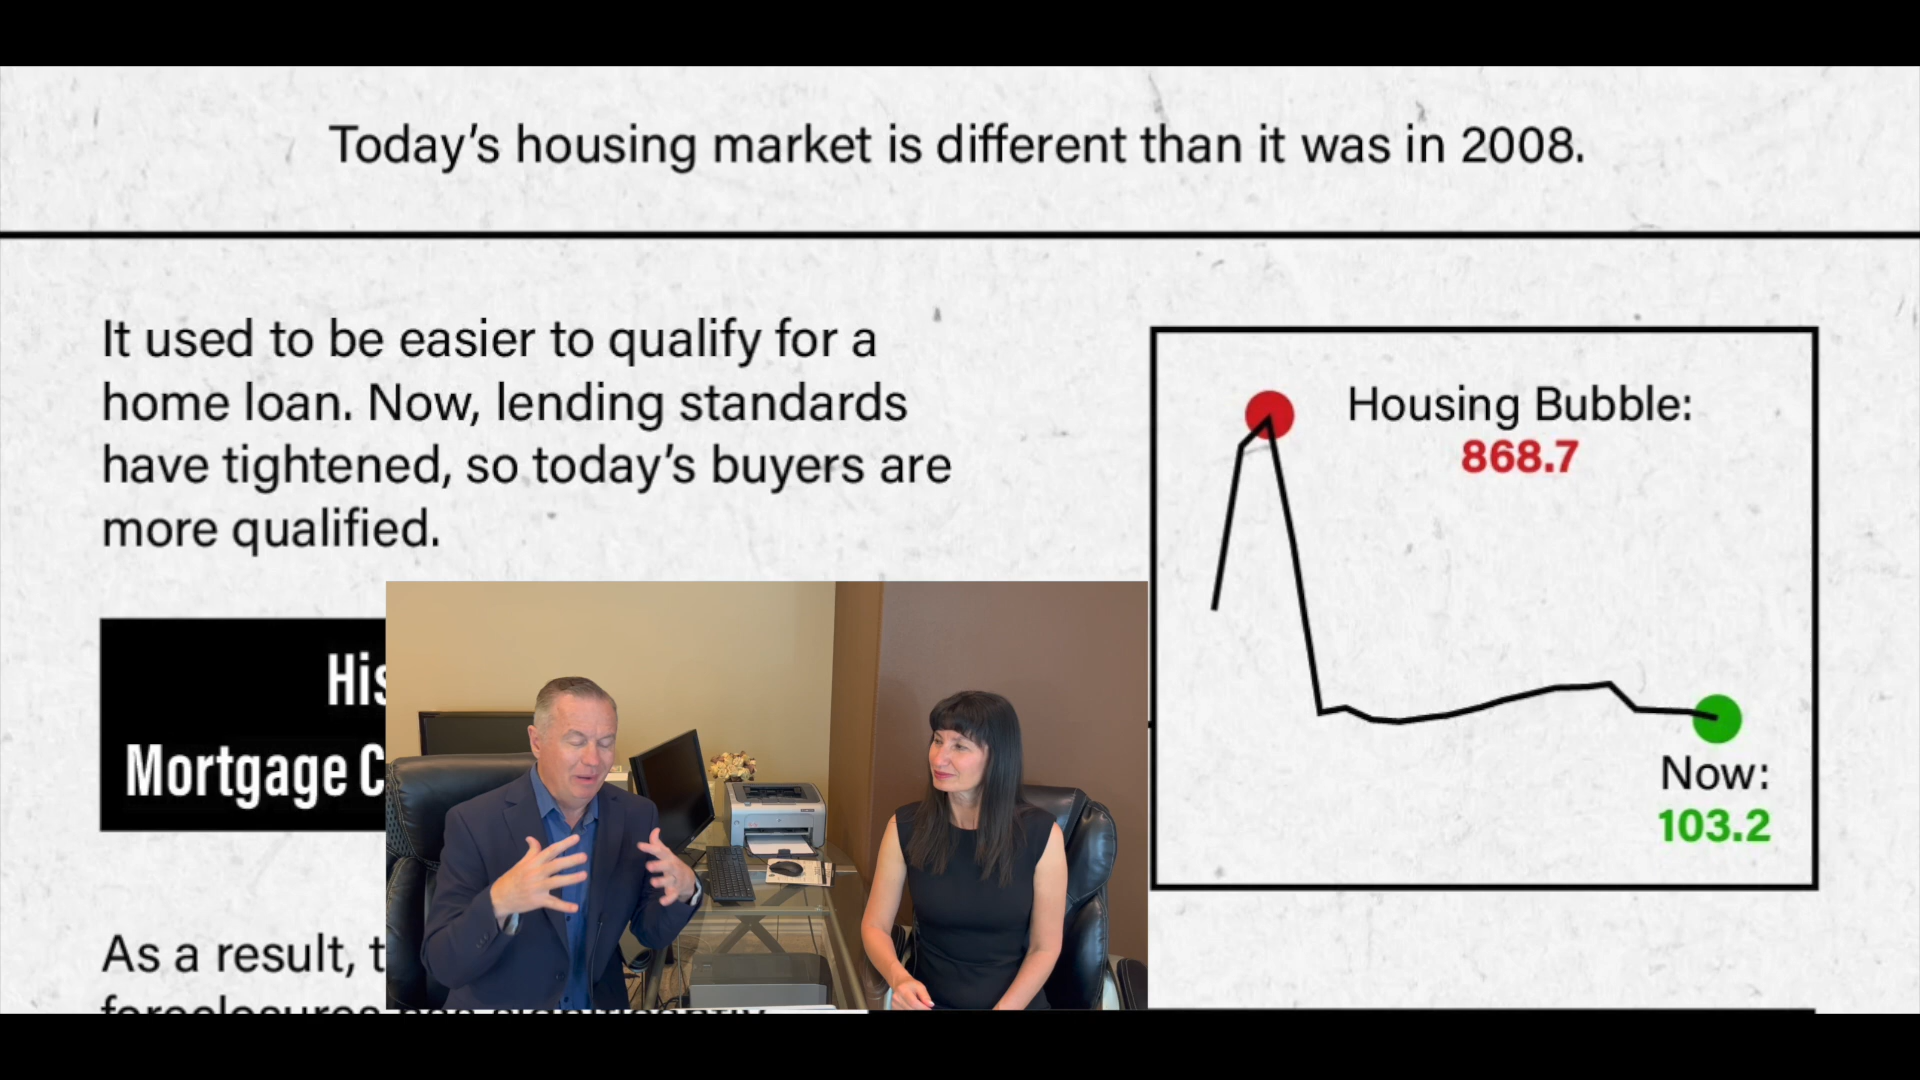 Today's housing market is different than it was in 2008.
It used to be easier to qualify for a
home loan. Now, lending standards
have tightened, so today's buyers are
more qualified.
Housing Bubble:
868.7
Now:
103.2
Mortgage
As a result,